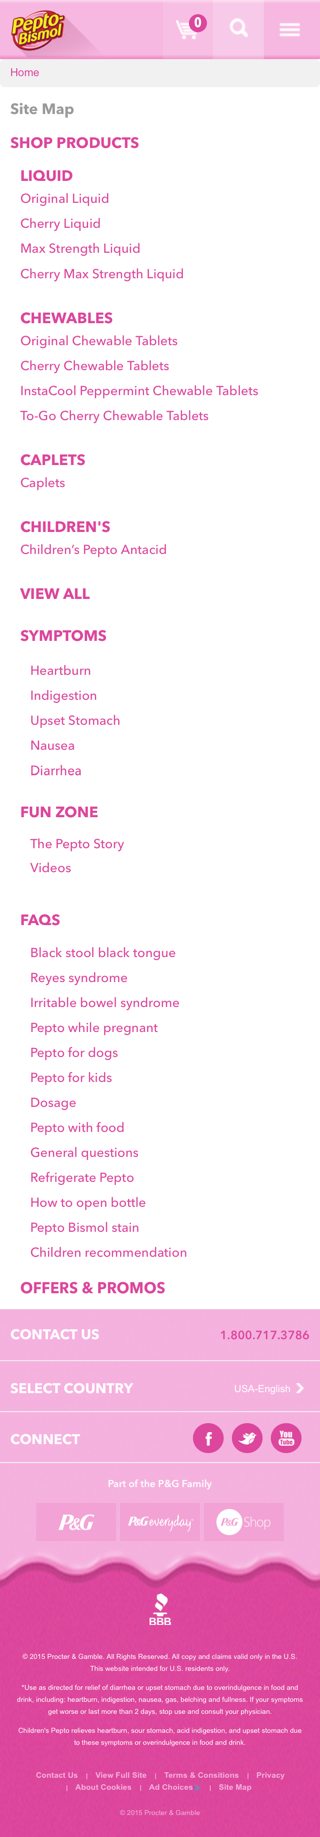 Pepto-
Bismol
0
Home
Site Map
SHOP PRODUCTS
LIQUID
Original Liquid
Cherry Liquid
Max Strength Liquid
Cherry Max Strength Liquid
CHEWABLES
Original Chewable Tablets
Cherry Chewable Tablets
InstaCool Peppermint Chewable Tablets
To-Go Cherry Chewable Tablets
CAPLETS
Caplets
CHILDREN'S
Children’s Pepto Antacid
VIEW ALL
SYMPTOMS
Heartburn
Indigestion
Upset Stomach
Nausea
Diarrhea
FUN ZONE
The Pepto Story
Videos
FAQS
Black stool black tongue
Reyes syndrome
Irritable bowel syndrome
Pepto while pregnant
Pepto for dogs
Pepto for kids
Dosage
Pepto with food
General questions
Refrigerate Pepto
How to open bottle
Pepto Bismol stain
Children recommendation
OFFERS & PROMOS
CONTACT US 1.800.717.3786
SELECT COUNTRY USA-English
CONNECT f You Tube
Part of the P&G Family
P&G P&G everyday P&G Shop
BBB
© 2015 Procter & Gamble. All Rights Reserved. All copy and claims valid only in the U.S.
This website intended for U.S. residents only.
*Use as directed for relief of diarrhea or upset stomach due to overindulgence in food and
drink, including: heartburn, indigestion, nausea, gas, belching and fullness. If your symptoms
get worse or last more than 2 days, stop use and consult your physician.
Children's Pepto relieves heartburn, sour stomach, acid indigestion, and upset stomach due
to these symptoms or overindulgence in food and drink.
Contact Us | View Full Site | Terms & Consitions | Privacy
| About Cookies | Ad Choices | Site Map
© 2015 Procter & Gamble